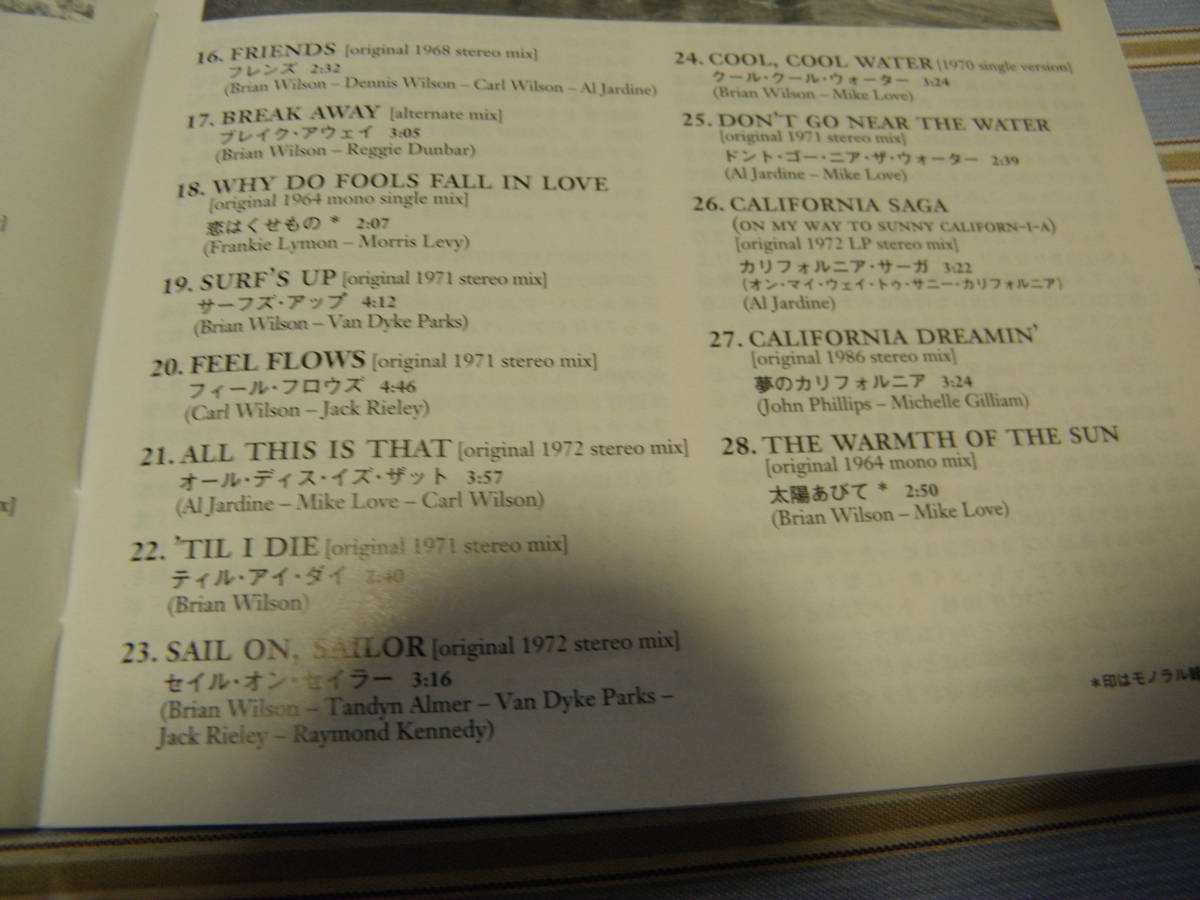 16. FRIENDS [original 1968 stereo mix]
フレンズ 2:32
(Brian Wilson – Dennis Wilson – Carl Wilson – Al Jardine)
17. BREAK AWAY [alternate mix]
ブレイク・アウェイ 3:05
(Brian Wilson – Reggie Dunbar)
18. WHY DO FOOLS FALL IN LOVE
[original 1964 mono single mix]
恋はくせもの * 2:07
(Frankie Lymon – Morris Levy)
19. SURF'S UP [original 1971 stereo mix]
サーフズ・アップ 4:12
(Brian Wilson – Van Dyke Parks)
20. FEEL FLOWS [original 1971 stereo mix]
フィール・フロウズ 4:46
(Carl Wilson – Jack Rieley)
21. ALL THIS IS THAT [original 1972 stereo mix]
オール・ディス・イズ・ザット 3:57
(Al Jardine – Mike Love – Carl Wilson)
22. 'TIL I DIE [original 1971 stereo mix]
ティル・アイ・ダイ 2:40
(Brian Wilson)
23. SAIL ON, SAILOR [original 1972 stereo mix]
セイル・オン・セイラー 3:16
(Brian Wilson – Tandyn Almer – Van Dyke Parks –
Jack Rieley – Raymond Kennedy)
24. COOL, COOL WATER [1970 single version]
クール・クール・ウォーター 3:24
(Brian Wilson – Mike Love)
25. DON'T GO NEAR THE WATER
[original 1971 stereo mix]
ドント・ゴー・ニア・ザ・ウォーター 2:39
(Al Jardine – Mike Love)
26. CALIFORNIA SAGA
(ON MY WAY TO SUNNY CALIFORN-I-A)
[original 1972 LP stereo mix]
カリフォルニア・サーガ 3:22
(オン・マイ・ウェイ・トゥ・サニー・カリフォルニア)
(Al Jardine)
27. CALIFORNIA DREAMIN'
[original 1986 stereo mix]
夢のカリフォルニア 3:24
(John Phillips – Michelle Gilliam)
28. THE WARMTH OF THE SUN
[original 1964 mono mix]
太陽あびて * 2:50
(Brian Wilson – Mike Love)
*印はモノラル